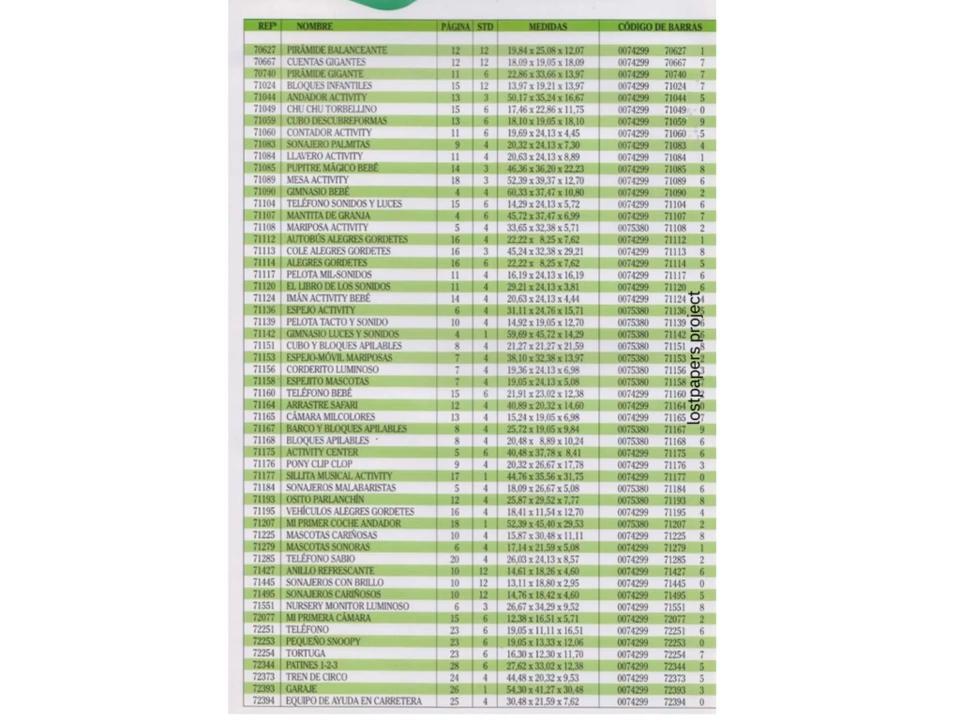 REFª NOMBRE PÁGINA STD MEDIDAS CÓDIGO DE BARRAS
70627 PIRÁMIDE BALANCEANTE 12 12 19,84 x 25,08 x 12,07 0074299 70627 1
70667 CUENTAS GIGANTES 12 12 18,09 x 19,05 x 18,09 0074299 70667 7
70740 PIRÁMIDE GIGANTE 11 6 22,86 x 33,66 x 13,97 0074299 70740 7
71024 BLOQUES INFANTILES 15 12 13,97 x 19,21 x 13,97 0074299 71024 7
71044 ANDADOR ACTIVITY 13 3 50,17 x 35,24 x 16,67 0074299 71044 5
71049 CHU CHU TORBELLINO 15 6 17,46 x 22,86 x 11,75 0074299 71049 0
71059 CUBO DESCUBREFORMAS 13 6 18,10 x 19,05 x 18,10 0074299 71059 9
71060 CONTADOR ACTIVITY 11 6 19,69 x 24,13 x 4,45 0074299 71060 5
71083 SONAJERO PALMITAS 9 4 20,32 x 24,13 x 7,30 0074299 71083 4
71084 LLAVERO ACTIVITY 11 4 20,63 x 24,13 x 8,89 0074299 71084 1
71085 PUPITRE MÁGICO BEBÉ 14 3 46,36 x 36,20 x 22,23 0074299 71085 8
71089 MESA ACTIVITY 18 3 52,39 x 39,37 x 12,70 0074299 71089 6
71090 GIMNASIO BEBÉ 4 4 60,33 x 37,47 x 10,80 0074299 71090 2
71104 TELÉFONO SONIDOS Y LUCES 15 6 14,29 x 24,13 x 5,72 0074299 71104 6
71107 MANTITA DE GRANJA 4 6 45,72 x 37,47 x 6,99 0074299 71107 7
71108 MARIPOSA ACTIVITY 5 4 33,65 x 32,38 x 5,71 0075380 71108 2
71112 AUTOBÚS ALEGRES GORDETES 16 4 22,22 x 8,25 x 7,62 0074299 71112 1
71113 COLE ALEGRES GORDETES 16 3 45,24 x 32,38 x 29,21 0074299 71113 8
71114 ALEGRES GORDETES 16 6 22,22 x 8,25 x 7,62 0074299 71114 5
71117 PELOTA MIL-SONIDOS 11 4 16,19 x 24,13 x 16,19 0074299 71117 6
71120 EL LIBRO DE LOS SONIDOS 11 4 29,21 x 24,13 x 3,81 0074299 71120 6
71124 IMÁN ACTIVITY BEBÉ 14 4 20,63 x 24,13 x 4,44 0074299 71124 4
71136 ESPEJO ACTIVITY 6 4 31,11 x 24,76 x 15,71 0075380 71136
71139 PELOTA TACTO Y SONIDO 10 4 14,92 x 19,05 x 12,70 0075380 71139 6
71142 GIMNASIO LUCES Y SONIDOS 4 1 59,69 x 45,72 x 14,29 0075380 71142
71151 CUBO Y BLOQUES APILABLES 8 4 21,27 x 21,27 x 21,59 0075380 71151 8
71153 ESPEJO-MÓVIL MARIPOSAS 7 4 38,10 x 32,38 x 13,97 0075380 71153 2
71156 CORDERITO LUMINOSO 7 4 19,36 x 24,13 x 6,98 0075380 71156 3
71158 ESPEJITO MASCOTAS 7 4 19,05 x 24,13 x 5,08 0075380 71158
71160 TELÉFONO BEBÉ 15 6 21,91 x 23,02 x 12,38 0074299 71160
71164 ARRASTRE SAFARI 12 4 40,89 x 20,32 x 14,60 0074299 71164 0
71165 CÁMARA MILCOLORES 13 4 15,24 x 19,05 x 6,98 0074299 71165 7
71167 BARCO Y BLOQUES APILABLES 8 4 25,72 x 19,05 x 9,84 0075380 71167 9
71168 BLOQUES APILABLES 8 4 20,48 x 8,89 x 10,24 0075380 71168 6
71175 ACTIVITY CENTER 5 6 40,48 x 37,78 x 8,41 0074299 71175 6
71176 PONY CLIP CLOP 9 4 20,32 x 26,67 x 17,78 0074299 71176 3
71177 SILLITA MUSICAL ACTIVITY 17 1 44,76 x 35,56 x 31,75 0074299 71177 0
71184 SONAJEROS MALABARISTAS 5 4 18,09 x 26,67 x 5,08 0075380 71184 6
71193 OSITO PARLANCHÍN 12 4 25,87 x 29,52 x 7,77 0075380 71193 8
71195 VEHÍCULOS ALEGRES GORDETES 16 4 18,41 x 11,54 x 12,70 0074299 71195 4
71207 MI PRIMER COCHE ANDADOR 18 1 52,39 x 45,40 x 29,53 0075380 71207 2
71225 MASCOTAS CARIÑOSAS 10 4 15,87 x 30,48 x 11,11 0074299 71225 8
71279 MASCOTAS SONORAS 6 4 17,14 x 21,59 x 5,08 0074299 71279 1
71285 TELÉFONO SABIO 20 4 26,03 x 24,13 x 8,57 0074299 71285 2
71427 ANILLO REFRESCANTE 10 12 14,61 x 18,26 x 4,60 0074299 71427 6
71445 SONAJEROS CON BRILLO 10 12 13,11 x 18,80 x 2,95 0074299 71445 0
71495 SONAJEROS CARIÑOSOS 10 12 14,76 x 18,42 x 4,60 0074299 71495 5
71551 NURSERY MONITOR LUMINOSO 6 3 26,67 x 34,29 x 9,52 0074299 71551 8
72077 MI PRIMERA CÁMARA 15 6 12,38 x 16,51 x 5,71 0074299 72077 2
72251 TELÉFONO 23 6 19,05 x 11,11 x 16,51 0074299 72251 6
72253 PEQUEÑO SNOOPY 23 6 19,05 x 13,33 x 12,06 0074299 72253 0
72254 TORTUGA 23 6 16,30 x 12,30 x 11,70 0074299 72254 7
72344 PATINES 1-2-3 28 6 27,62 x 33,02 x 12,38 0074299 72344 5
72373 TREN DE CIRCO 24 4 44,48 x 20,32 x 9,53 0074299 72373 5
72393 GARAJE 26 1 54,30 x 41,27 x 30,48 0074299 72393 3
72394 EQUIPO DE AYUDA EN CARRETERA 25 4 30,48 x 21,59 x 7,62 0074299 72394 0
lostpapers project